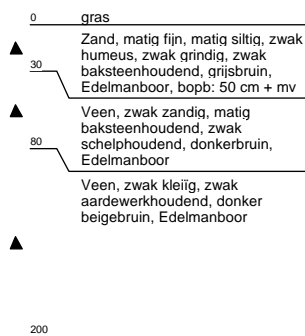 0
gras
Zand, matig fijn, matig siltig, zwak
humeus, zwak grindig, zwak
baksteenhoudend, grijsbruin,
Edelmanboor, bopb: 50 cm + mv
30
Veen, zwak zandig, matig
baksteenhoudend, zwak
schelphoudend, donkerbruin,
Edelmanboor
80
Veen, zwak kleiïg, zwak
aardewerkhoudend, donker
beigebruin, Edelmanboor
200